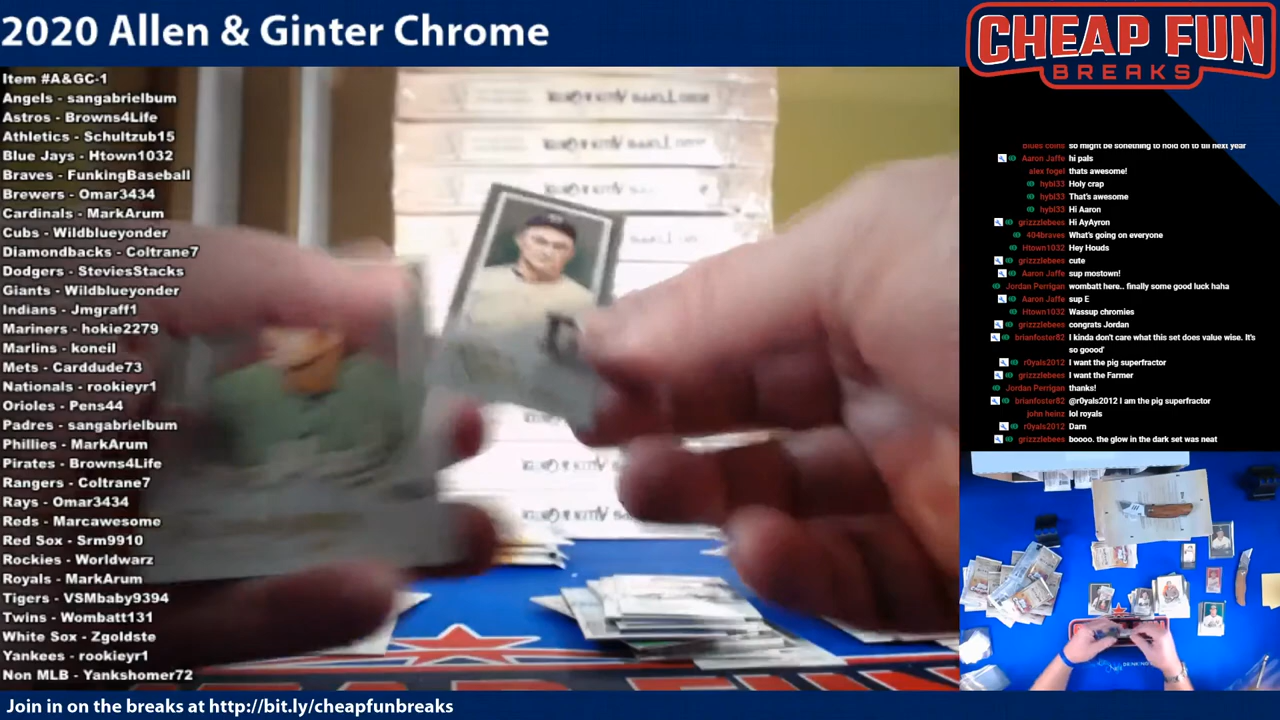 2020 Allen & Ginter Chrome
CHEAP FUN
BREAKS
Item #A&GC-1
Angels - sangabrielbum
Astros - Browns4Life
Athletics - Schultzub15
Blue Jays - Htown1032
Braves - FunkingBaseball
Brewers - Omar3434
Cardinals - MarkArum
Cubs - Wildblueyonder
Diamondbacks - Coltrane7
Dodgers - SteviesStacks
Giants - Wildblueyonder
Indians - Jmgraff1
Mariners - hokie2279
Marlins - koneil
Mets - Carddude73
Nationals - rookieyr1
Orioles - Pens44
Padres - sangabrielbum
Phillies - MarkArum
Pirates - Browns4Life
Rangers - Coltrane7
Rays - Omar3434
Reds - Marcawesome
Red Sox - Srm9910
Rockies - Worldwarz
Royals - MarkArum
Tigers - VSMbaby9394
Twins - Wombatt131
White Sox - Zgoldste
Yankees - rookieyr1
Non MLB - Yankshomer72
so might be something to hold on to till next year
Aaron Jaffe hi pals
alex fogel thats awesome!
hybl33 Holy crap
hybl33 That's awesome
hybl33 Hi Aaron
grizzzlebees Hi AyAyron
404braves What's going on everyone
Htown1032 Hey Houds
grizzzlebees cute
Aaron Jaffe sup mostown!
Jordan Perrigan wombatt here.. finally some good luck haha
Aaron Jaffe sup E
Htown1032 Wassup chromies
grizzzlebees congrats Jordan
brianfoster82 I kinda don't care what this set does value wise. It's
so goood'
r0yals2012 I want the pig superfractor
grizzzlebees I want the Farmer
Jordan Perrigan thanks!
brianfoster82 @r0yals2012 I am the pig superfractor
john heinz lol royals
r0yals2012 Darn
grizzzlebees boooo. the glow in the dark set was neat
Join in on the breaks at http://bit.ly/cheapfunbreaks